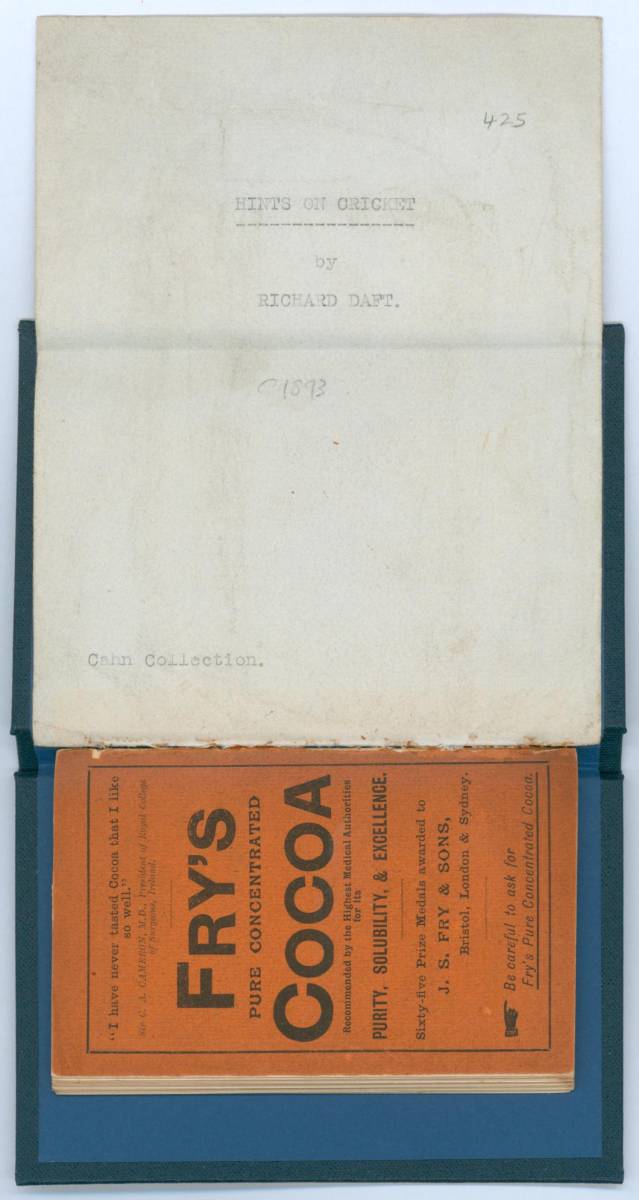 425
HINTS ON CRICKET
by
RICHARD DAFT.
c1893
Cahn Collection.
"I have never tasted Cocoa that I like
so well."
Sir C. A. CAMERON, M.D., President of Royal College
of Surgeons, Ireland.
FRY'S
PURE CONCENTRATED
COCOA
Recommended by the Highest Medical Authorities
for its
PURITY, SOLUBILITY, & EXCELLENCE.
Sixty-five Prize Medals awarded to
J. S. FRY & SONS,
Bristol, London & Sydney.
Be careful to ask for
Fry's Pure Concentrated Cocoa.